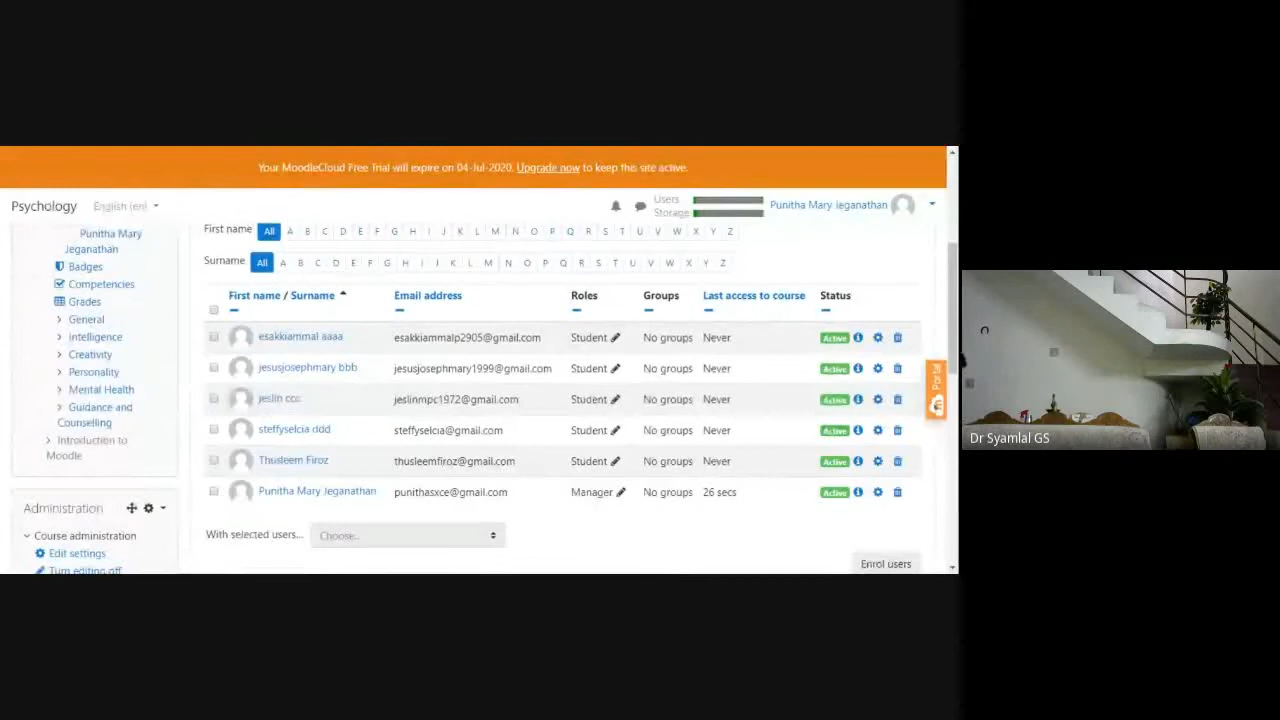 Your MoodleCloud Free Trial will expire on 04-Jul-2020. Upgrade now to keep this site active.
Psychology English (en)
Users
Storage
Punitha Mary Jeganathan
Punitha Mary
Jeganathan
Badges
Competencies
Grades
General
Intelligence
Creativity
Personality
Mental Health
Guidance and
Counselling
Introduction to
Moodle
Administration
Course administration
Edit settings
Turn editing off
First name All A B C D E F G H I J K L M N O P Q R S T U V W X Y Z
Surname All A B C D E F G H I J K L M N O P Q R S T U V W X Y Z
First name / Surname Email address Roles Groups Last access to course Status
esakkiammal aaaa esakkiammalp2905@gmail.com Student No groups Never Active
jesusjosephmary bbb jesusjosephmary1999@gmail.com Student No groups Never Active
jeslin ccc jeslinmpc1972@gmail.com Student No groups Never Active
steffyselcia ddd steffyselcia@gmail.com Student No groups Never Active
Thusleem Firoz thusleemfiroz@gmail.com Student No groups Never Active
Punitha Mary Jeganathan punithasxce@gmail.com Manager No groups 26 secs Active
With selected users... Choose...
Enrol users
Portal
Dr Syamlal GS